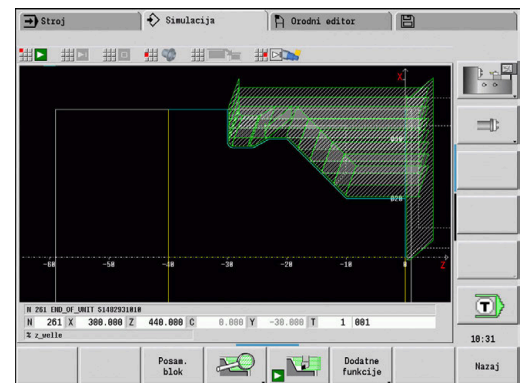 Stroj Simulacija Orodni editor
X
020
-60 -50 -40 -30 -20 -10 0 Z
N 261 END_OF_UNIT
N 261 X 300.000 Z 440.000 C 0.000 Y -30.000 T 1 001
% z_welle
T
10:31
Posam. blok
Dodatne funkcije
Nazaj